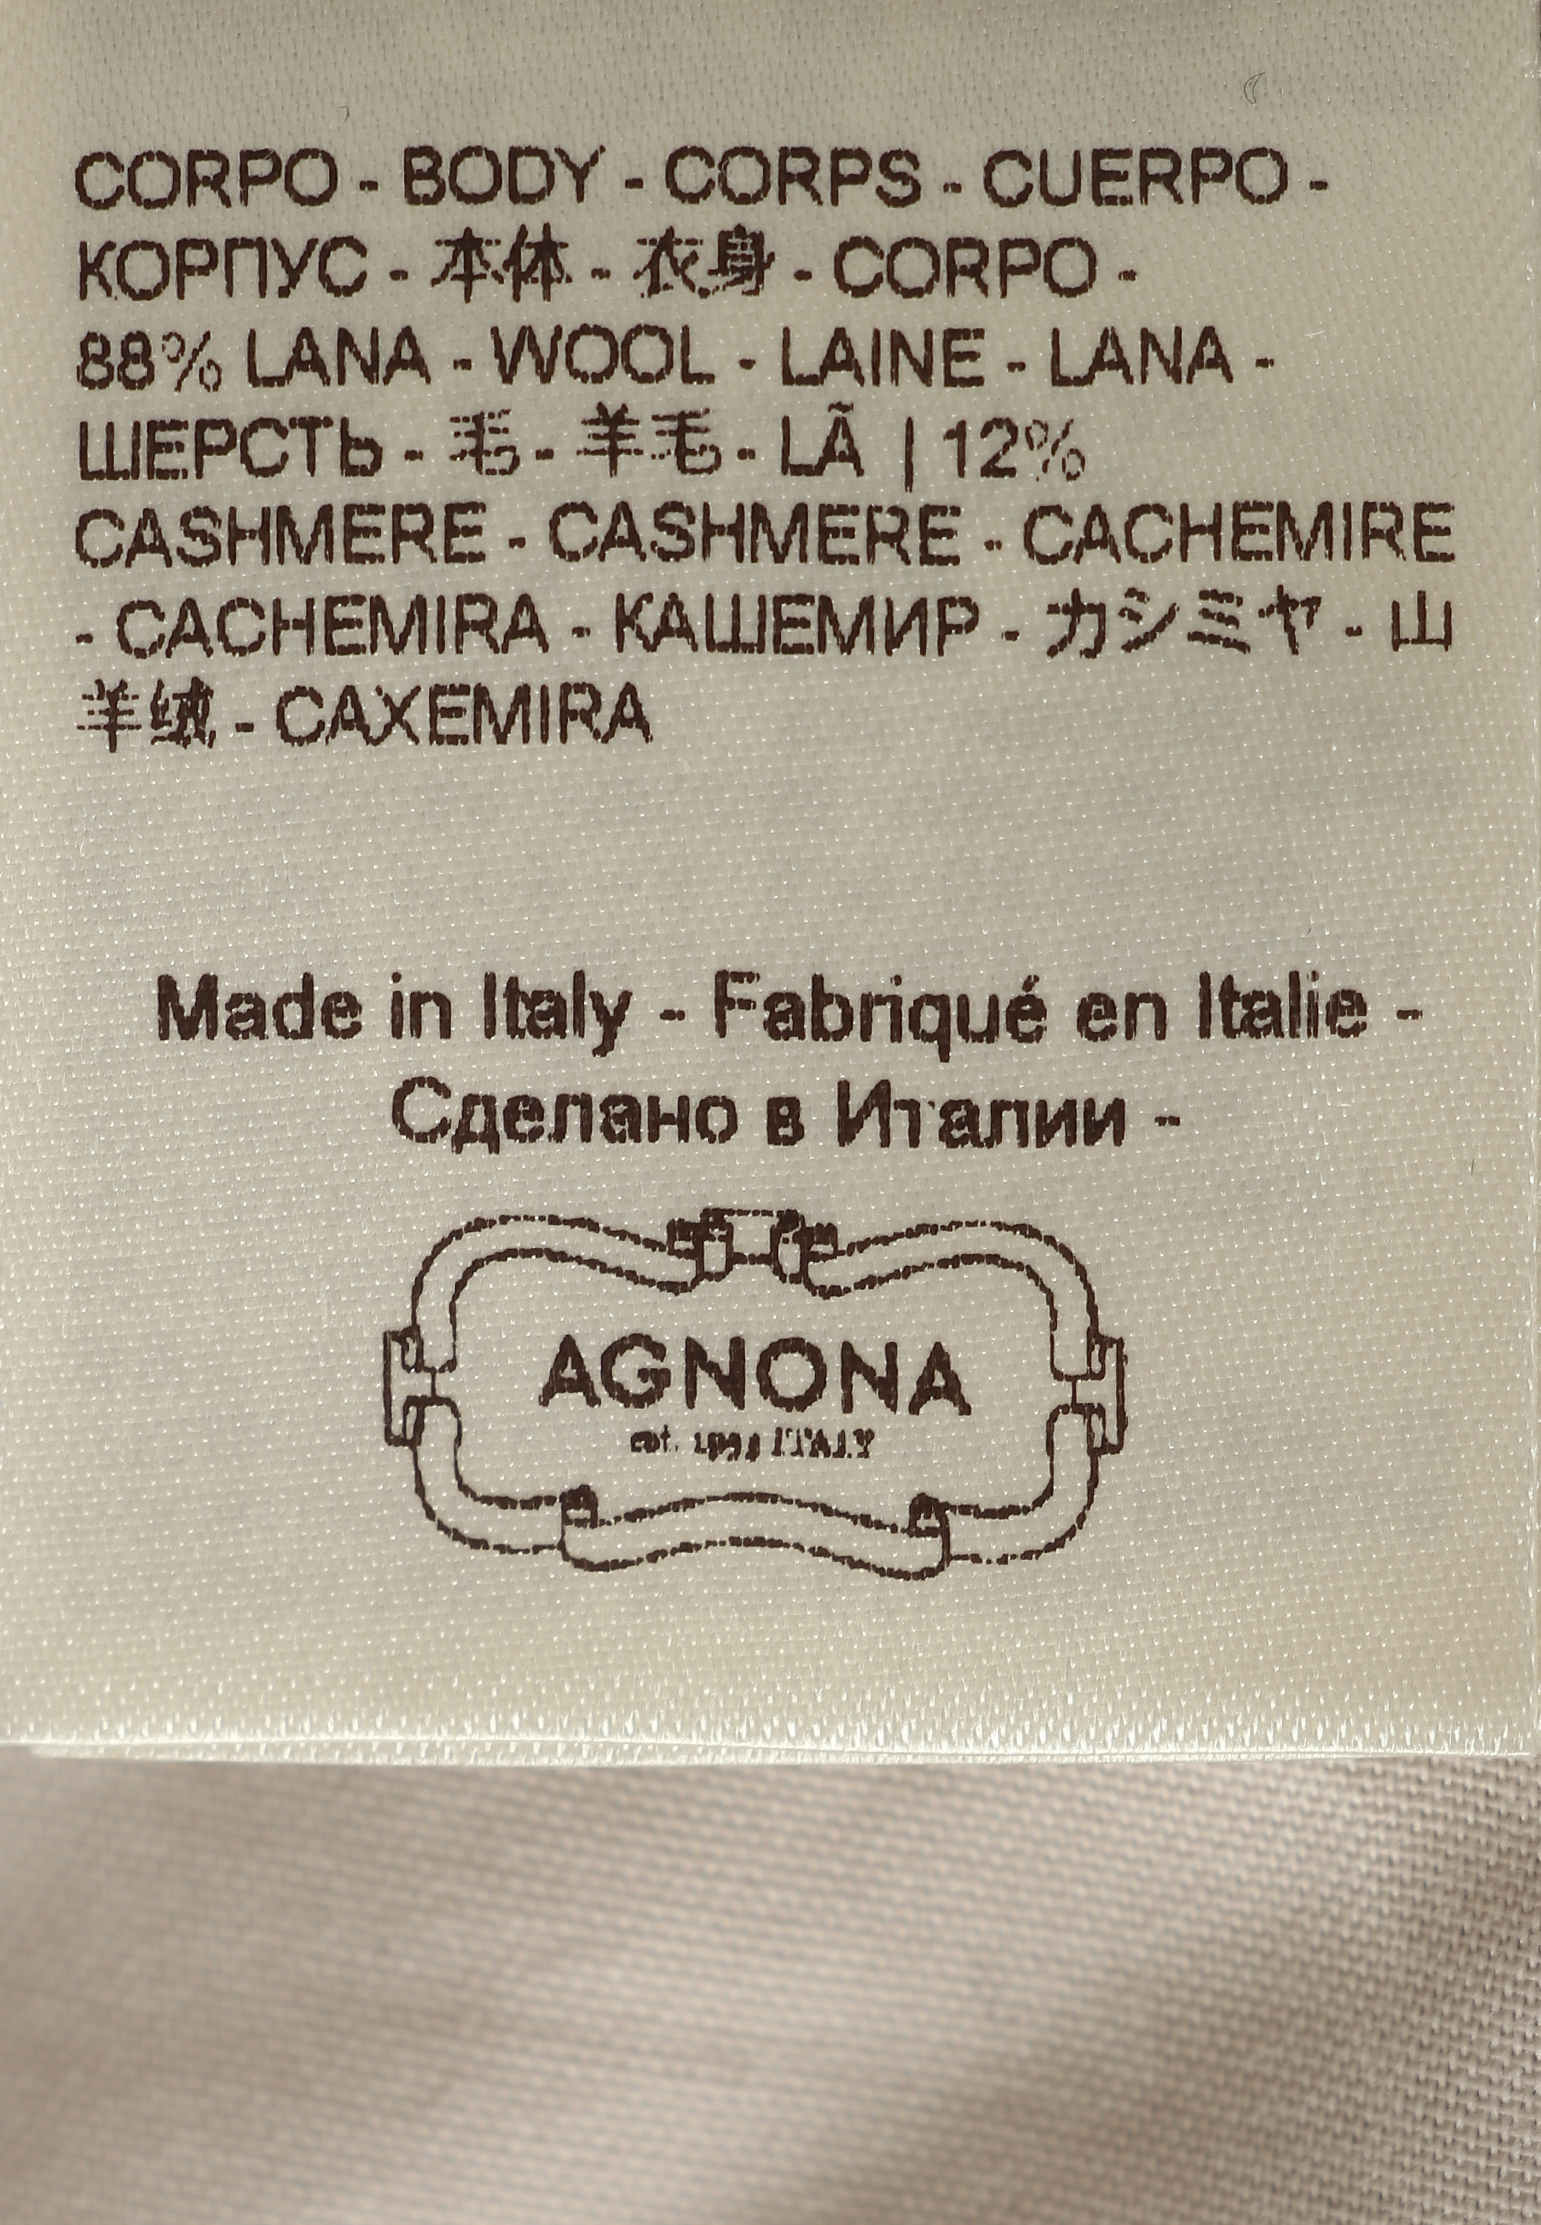 CORPO - BODY - CORPS - CUERPO -
КОРПУС - 本体 - 衣身 - CORPO -
88% LANA - WOOL - LAINE - LANA -
ШЕРСТЬ - 毛 - 羊毛 - LÃ | 12%
CASHMERE - CASHMERE - CACHEMIRE
- CACHEMIRA - КАШЕМИР - カシミヤ - 山
羊绒 - CAXEMIRA
Made in Italy - Fabriqué en Italie -
Сделано в Италии -
AGNONA
est. ITALY